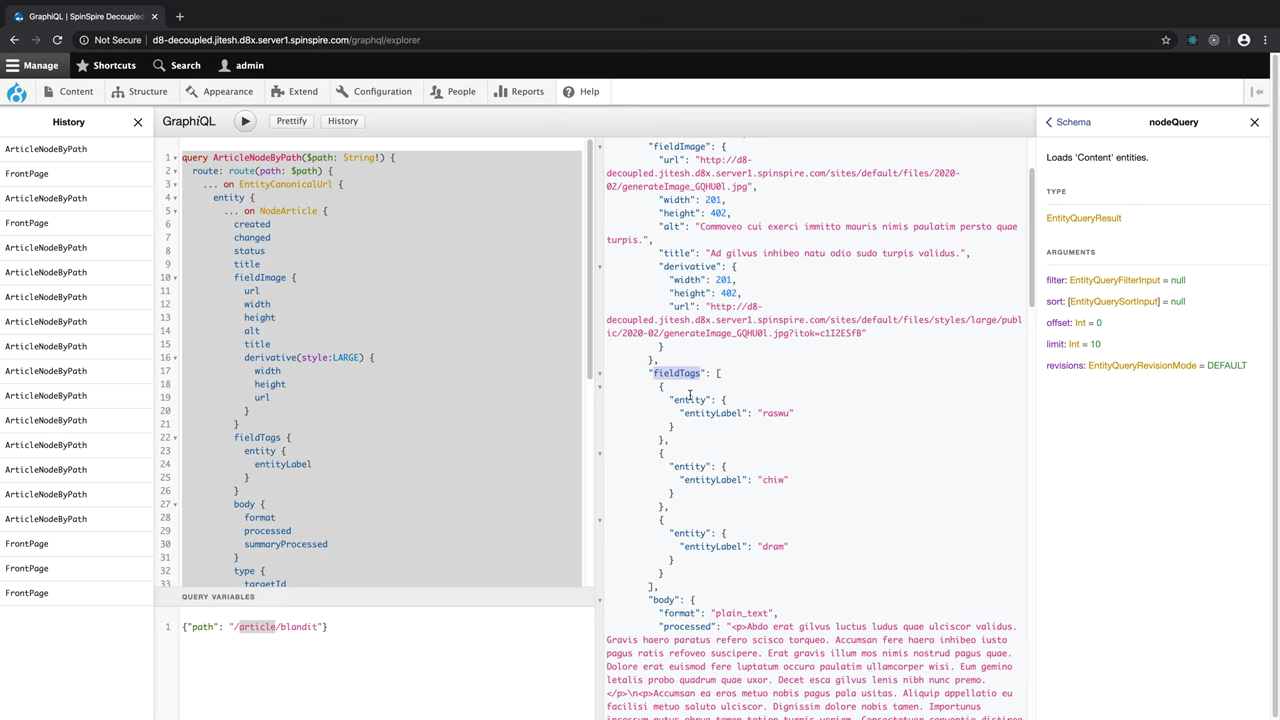 GraphiQL | SpinSpire Decoupled
Not Secure | d8-decoupled.jitesh.d8x.server1.spinspire.com/graphql/explorer
Manage Shortcuts Search admin
Content Structure Appearance Extend Configuration People Reports Help
History
ArticleNodeByPath
FrontPage
ArticleNodeByPath
FrontPage
ArticleNodeByPath
ArticleNodeByPath
ArticleNodeByPath
ArticleNodeByPath
ArticleNodeByPath
ArticleNodeByPath
ArticleNodeByPath
ArticleNodeByPath
ArticleNodeByPath
ArticleNodeByPath
ArticleNodeByPath
ArticleNodeByPath
FrontPage
FrontPage
FrontPage
GraphiQL Prettify History
1 query ArticleNodeByPath($path: String!) {
2 route: route(path: $path) {
3 ... on EntityCanonicalUrl {
4 entity {
5 ... on NodeArticle {
6 created
7 changed
8 status
9 title
10 fieldImage {
11 url
12 width
13 height
14 alt
15 title
16 derivative(style:LARGE) {
17 width
18 height
19 url
20 }
21 }
22 fieldTags {
23 entity {
24 entityLabel
25 }
26 }
27 body {
28 format
29 processed
30 summaryProcessed
31 }
32 type {
33 targetId
QUERY VARIABLES
1 {"path": "/article/blandit"}
"fieldImage": {
"url": "http://d8-
decoupled.jitesh.d8x.server1.spinspire.com/sites/default/files/2020-
02/generateImage_GQHU0l.jpg",
"width": 201,
"height": 402,
"alt": "Commoveo cui exerci immitto mauris nimis paulatim persto quae
turpis.",
"title": "Ad gilvus inhibeo natu odio sudo turpis validus.",
"derivative": {
"width": 201,
"height": 402,
"url": "http://d8-
decoupled.jitesh.d8x.server1.spinspire.com/sites/default/files/styles/large/publ
ic/2020-02/generateImage_GQHU0l.jpg?itok=c1I2ESfB"
}
},
"fieldTags": [
{
"entity": {
"entityLabel": "raswu"
}
},
{
"entity": {
"entityLabel": "chiw"
}
},
{
"entity": {
"entityLabel": "dram"
}
}
],
"body": {
"format": "plain_text",
"processed": "<p>Abdo erat gilvus luctus ludus quae ulciscor validus.
Gravis haero paratus refero scisco torqueo. Accumsan fere haero inhibeo iusto
pagus ratis refoveo suscipere. Erat gravis illum mos nimis nostrud pagus quae.
Dolore erat euismod fere luptatum occuro paulatim ullamcorper wisi. Eum gemino
letalis probo quadrum quae uxor. Decet esca gilvus nibh nunc premo.
</p>\n<p>Accumsan ea eros metuo nobis pagus pala usitas. Aliquip appellatio eu
facilisi metuo saluto ulciscor. Dignissim dolore nobis tamen. Importunus
Schema nodeQuery
Loads 'Content' entities.
TYPE
EntityQueryResult
ARGUMENTS
filter: EntityQueryFilterInput = null
sort: [EntityQuerySortInput] = null
offset: Int = 0
limit: Int = 10
revisions: EntityQueryRevisionMode = DEFAULT